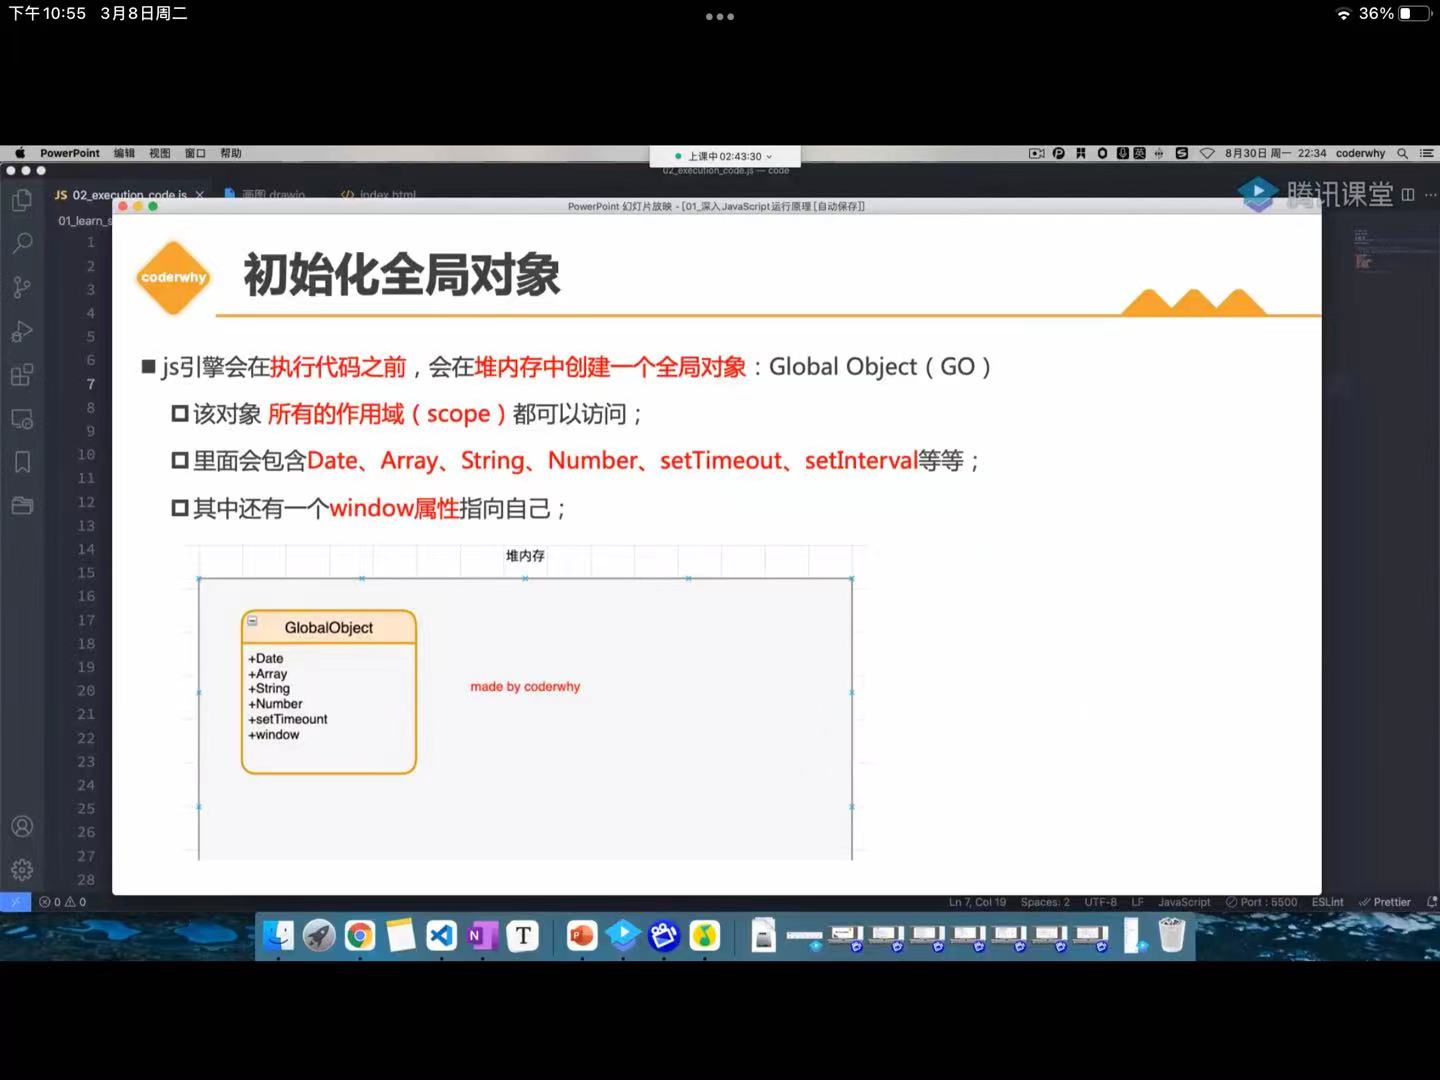 下午10:55 3月8日周二
36%
PowerPoint 编辑 视图 窗口 帮助
上课中 02:43:30
8月30日 周一 22:34 coderwhy
02_execution_code.js — code
JS 02_execution_code.js
画图.drawio
index.html
腾讯课堂
PowerPoint 幻灯片放映 - [01_深入JavaScript运行原理 [自动保存]]
01_learn_s
1
2
3
4
5
6
7
8
9
10
11
12
13
14
15
16
17
18
19
20
21
22
23
24
25
26
27
28
coderwhy
初始化全局对象
js引擎会在执行代码之前，会在堆内存中创建一个全局对象：Global Object（GO）
该对象 所有的作用域（scope）都可以访问；
里面会包含Date、Array、String、Number、setTimeout、setInterval等等；
其中还有一个window属性指向自己；
堆内存
GlobalObject
+Date
+Array
+String
+Number
+setTimeount
+window
made by coderwhy
0 0
Ln 7, Col 19 Spaces: 2 UTF-8 LF JavaScript Port : 5500 ESLint Prettier
N
T
P